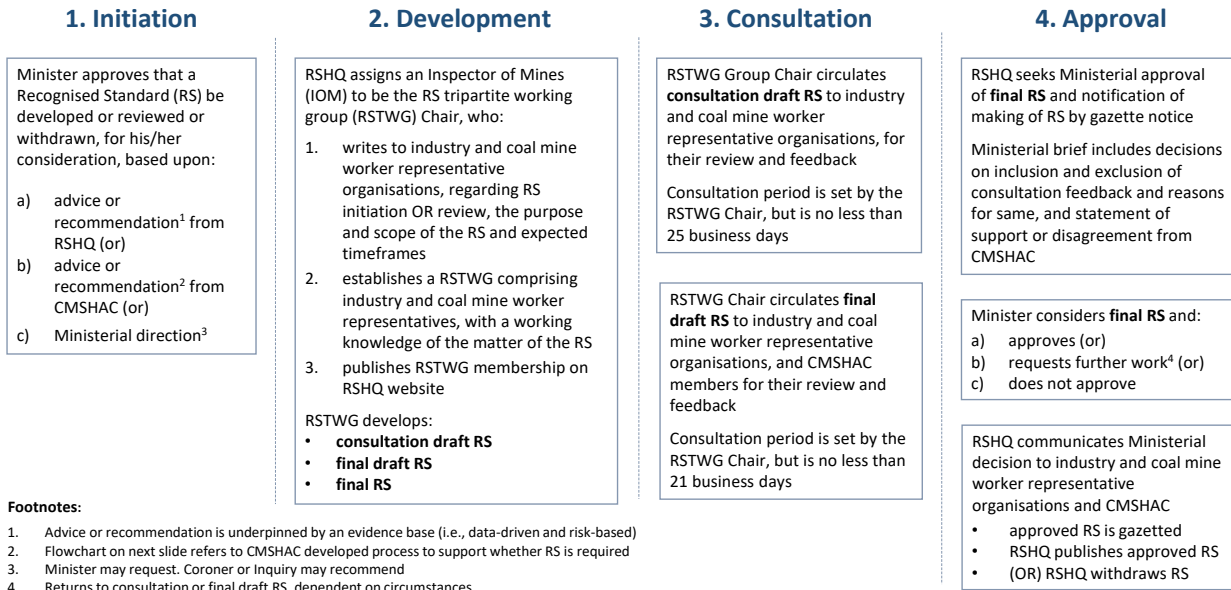 1. Initiation
Minister approves that a
Recognised Standard (RS) be
developed or reviewed or
withdrawn, for his/her
consideration, based upon:
a) advice or
recommendation1 from
RSHQ (or)
b) advice or
recommendation2 from
CMSHAC (or)
c) Ministerial direction3
2. Development
RSHQ assigns an Inspector of Mines
(IOM) to be the RS tripartite working
group (RSTWG) Chair, who:
1. writes to industry and coal mine
worker representative
organisations, regarding RS
initiation OR review, the purpose
and scope of the RS and expected
timeframes
2. establishes a RSTWG comprising
industry and coal mine worker
representatives, with a working
knowledge of the matter of the RS
3. publishes RSTWG membership on
RSHQ website
RSTWG develops:
• consultation draft RS
• final draft RS
• final RS
3. Consultation
RSTWG Group Chair circulates
consultation draft RS to industry
and coal mine worker
representative organisations, for
their review and feedback
Consultation period is set by the
RSTWG Chair, but is no less than
25 business days
RSTWG Chair circulates final
draft RS to industry and coal
mine worker representative
organisations, and CMSHAC
members for their review and
feedback
Consultation period is set by the
RSTWG Chair, but is no less than
21 business days
4. Approval
RSHQ seeks Ministerial approval
of final RS and notification of
making of RS by gazette notice
Ministerial brief includes decisions
on inclusion and exclusion of
consultation feedback and reasons
for same, and statement of
support or disagreement from
CMSHAC
Minister considers final RS and:
a) approves (or)
b) requests further work4 (or)
c) does not approve
RSHQ communicates Ministerial
decision to industry and coal mine
worker representative
organisations and CMSHAC
• approved RS is gazetted
• RSHQ publishes approved RS
• (OR) RSHQ withdraws RS
Footnotes:
1. Advice or recommendation is underpinned by an evidence base (i.e., data-driven and risk-based)
2. Flowchart on next slide refers to CMSHAC developed process to support whether RS is required
3. Minister may request. Coroner or Inquiry may recommend
4. Returns to consultation or final draft RS, dependent on circumstances